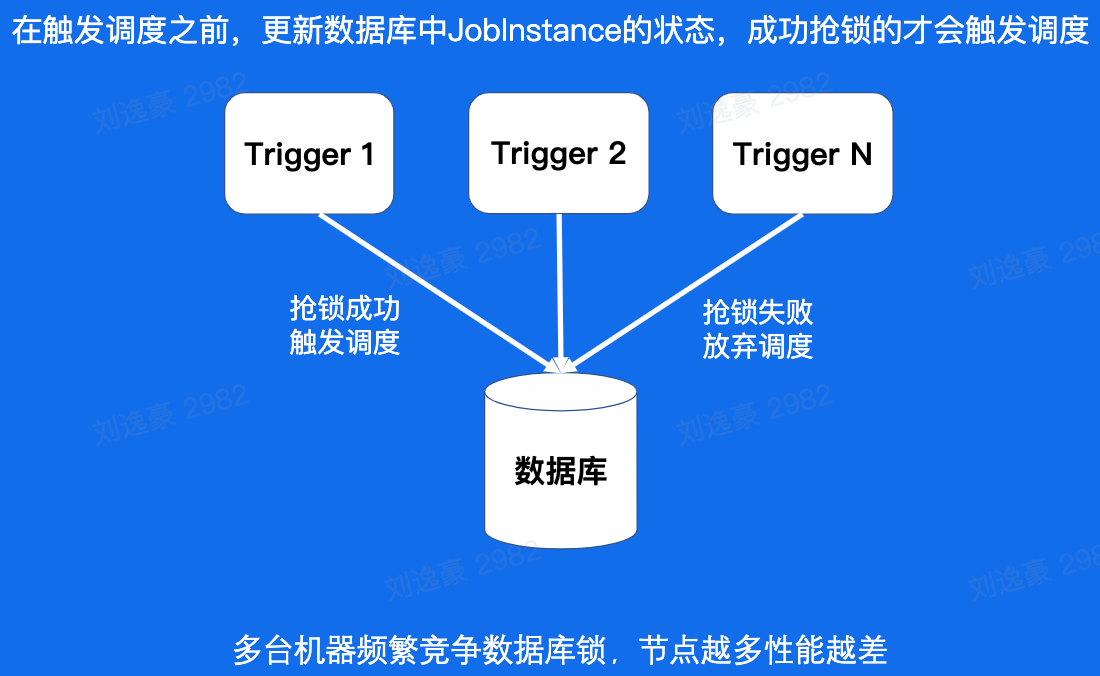 在触发调度之前，更新数据库中JobInstance的状态，成功抢锁的才会触发调度
刘逸豪 2982
刘逸豪 2982
Trigger 1
Trigger 2
Trigger N
刘逸豪 2982
刘逸豪 298
抢锁成功
触发调度
抢锁失败
放弃调度
刘逸豪 2982
刘逸豪 2982
数据库
刘逸豪 2982
刘逸豪 298
多台机器频繁竞争数据库锁，节点越多性能越差